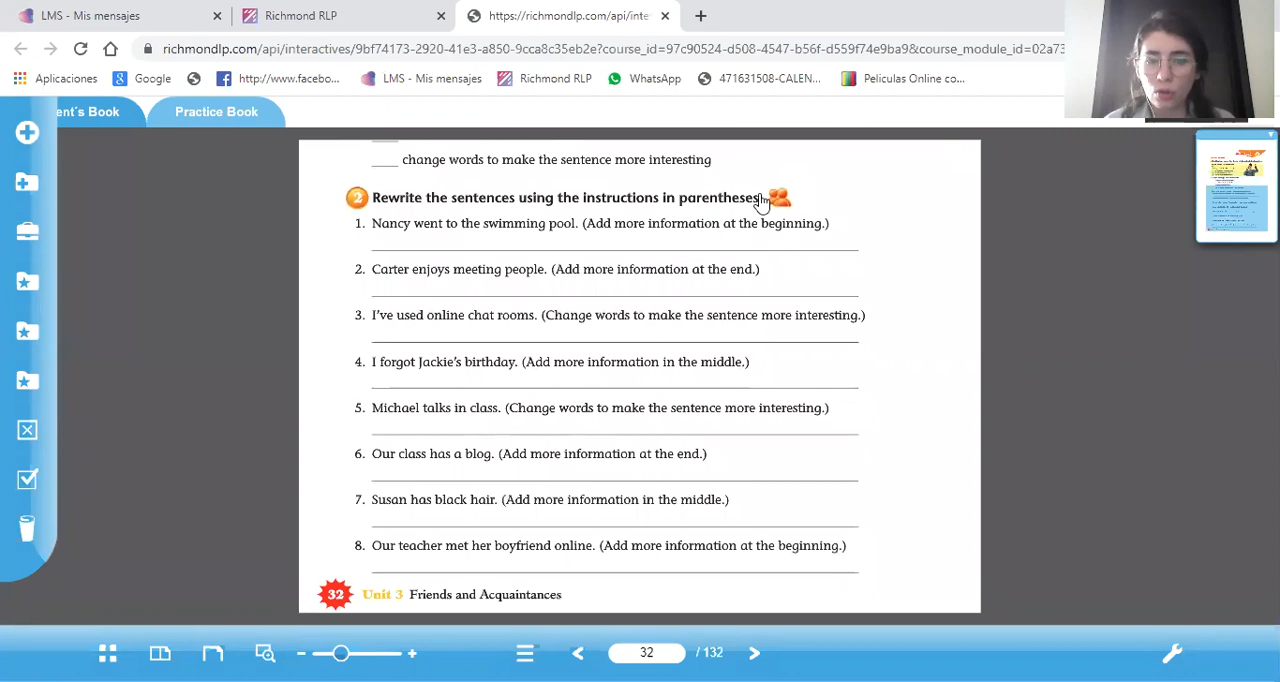 LMS - Mis mensajes
Richmond RLP
https://richmondlp.com/api/inte
richmondlp.com/api/interactives/9bf74173-2920-41e3-a850-9cca8c35eb2e?course_id=97c90524-d508-4547-b56f-d559f74e9ba9&course_module_id=02a73
Aplicaciones
Google
http://www.facebo...
LMS - Mis mensajes
Richmond RLP
WhatsApp
371631508-CALEN...
Peliculas Online co...
ent's Book
Practice Book
____ change words to make the sentence more interesting
2 Rewrite the sentences using the instructions in parentheses
1. Nancy went to the swimming pool. (Add more information at the beginning.)
2. Carter enjoys meeting people. (Add more information at the end.)
3. I've used online chat rooms. (Change words to make the sentence more interesting.)
4. I forgot Jackie's birthday. (Add more information in the middle.)
5. Michael talks in class. (Change words to make the sentence more interesting.)
6. Our class has a blog. (Add more information at the end.)
7. Susan has black hair. (Add more information in the middle.)
8. Our teacher met her boyfriend online. (Add more information at the beginning.)
32 Unit 3 Friends and Acquaintances
32 / 132